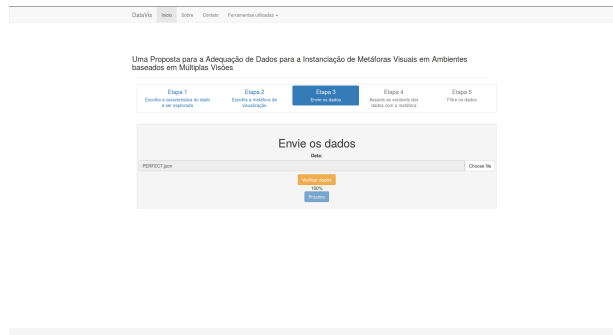 DataVis Início Sobre Contato Ferramentas utilizadas
Uma Proposta para a Adequação de Dados para a Instanciação de Metáforas Visuais em Ambientes
baseados em Múltiplas Visões
Etapa 1 Etapa 2 Etapa 3 Etapa 4 Etapa 5
Escolha a característica do dado Escolha a metáfora de Envie os dados Associe as variáveis dos Filtre os dados
a ser explorada visualização dados com a metáfora
Envie os dados
Data:
PERFECT.json Choose file
Verificar dados
100%
Próximo